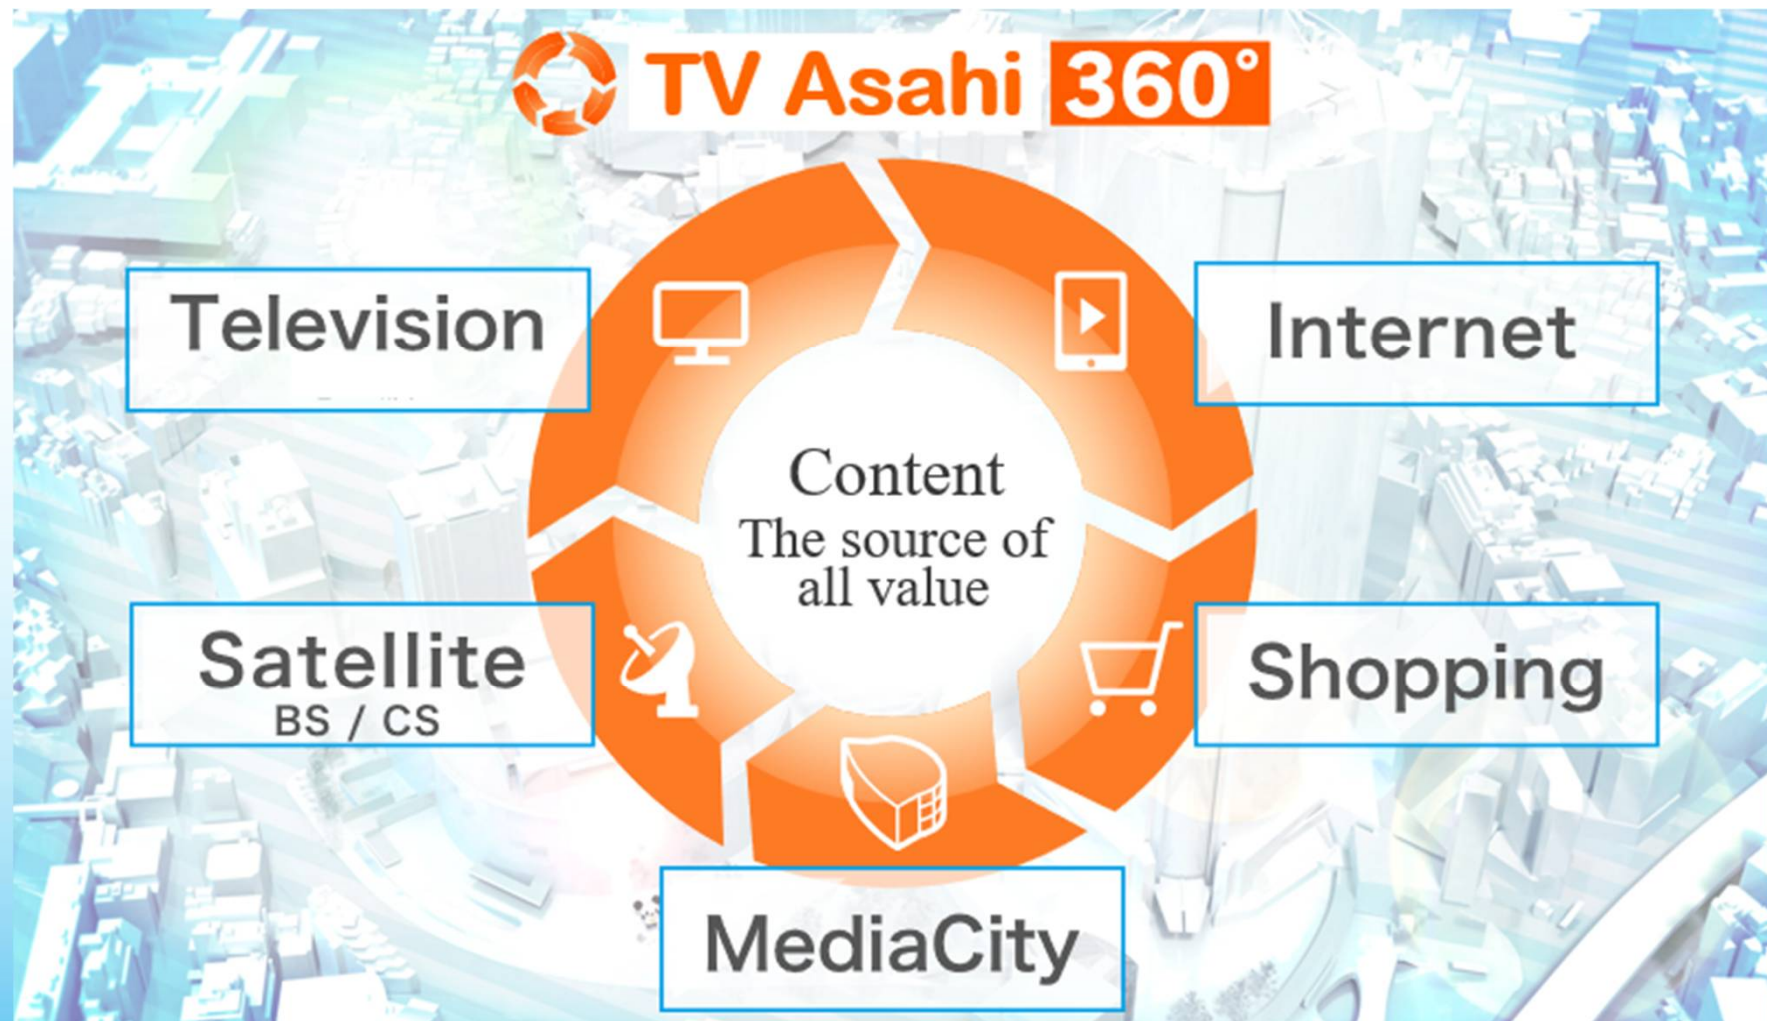 TV Asahi 360°
Television
Internet
Content
The source of
all value
Satellite
BS / CS
Shopping
MediaCity